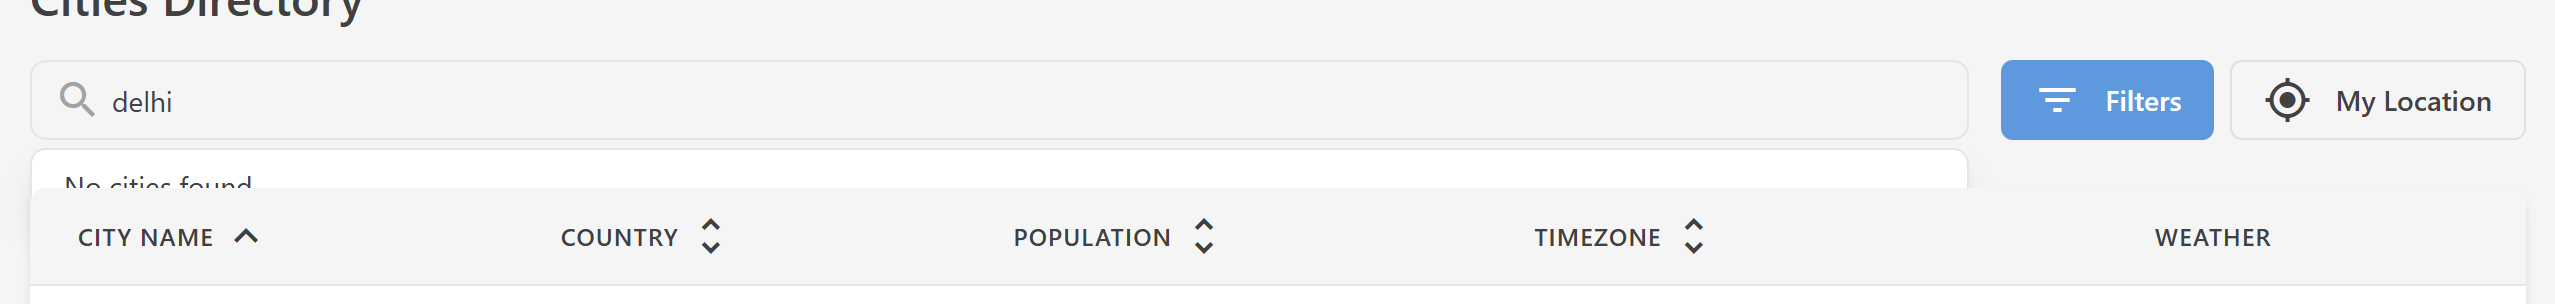 Cities Directory
delhi
Filters
My Location
No cities found
CITY NAME
COUNTRY
POPULATION
TIMEZONE
WEATHER